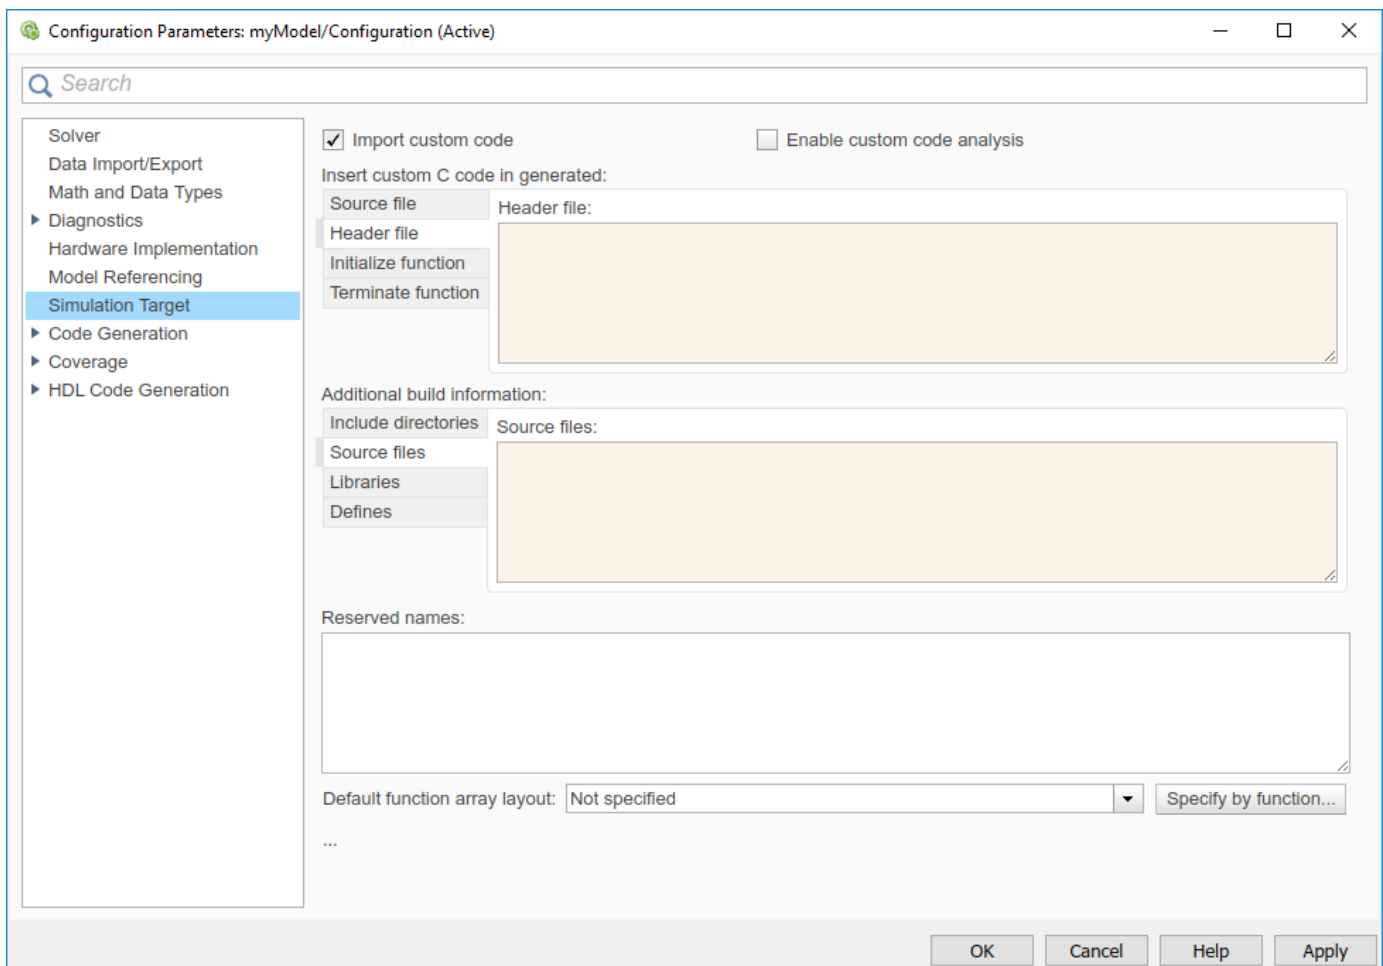 Configuration Parameters: myModel/Configuration (Active)
Search
Solver
Data Import/Export
Math and Data Types
Diagnostics
Hardware Implementation
Model Referencing
Simulation Target
Code Generation
Coverage
HDL Code Generation
Import custom code
Enable custom code analysis
Insert custom C code in generated:
Source file
Header file
Initialize function
Terminate function
Header file:
Additional build information:
Include directories
Source files
Libraries
Defines
Source files:
Reserved names:
Default function array layout: Not specified
Specify by function...
...
OK
Cancel
Help
Apply